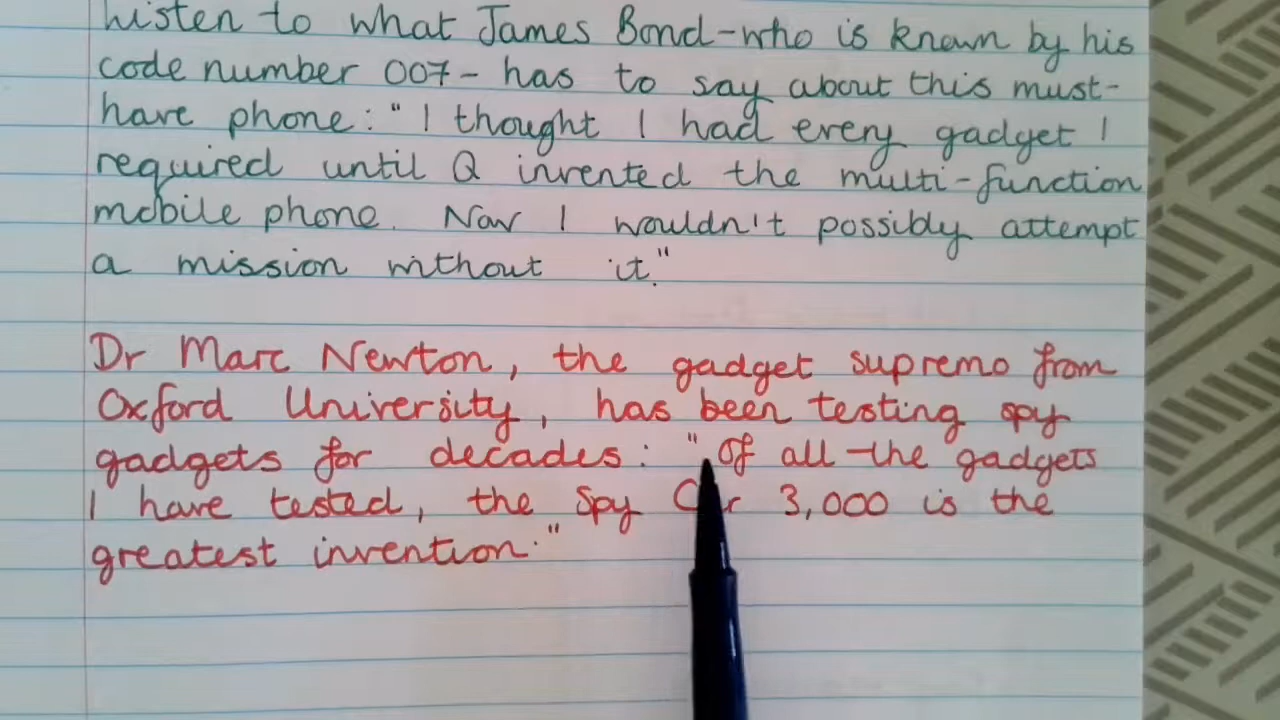 Listen to what James Bond-who is known by his
code number 007- has to say about this must-
have phone: "I thought I had every gadget I
required until Q invented the multi-function
mobile phone. Now I wouldn't possibly attempt
a mission without it."
Dr Marc Newton, the gadget supremo from
Oxford University, has been testing spy
gadgets for decades: "Of all the gadgets
I have tested, the Spy Car 3,000 is the
greatest invention."